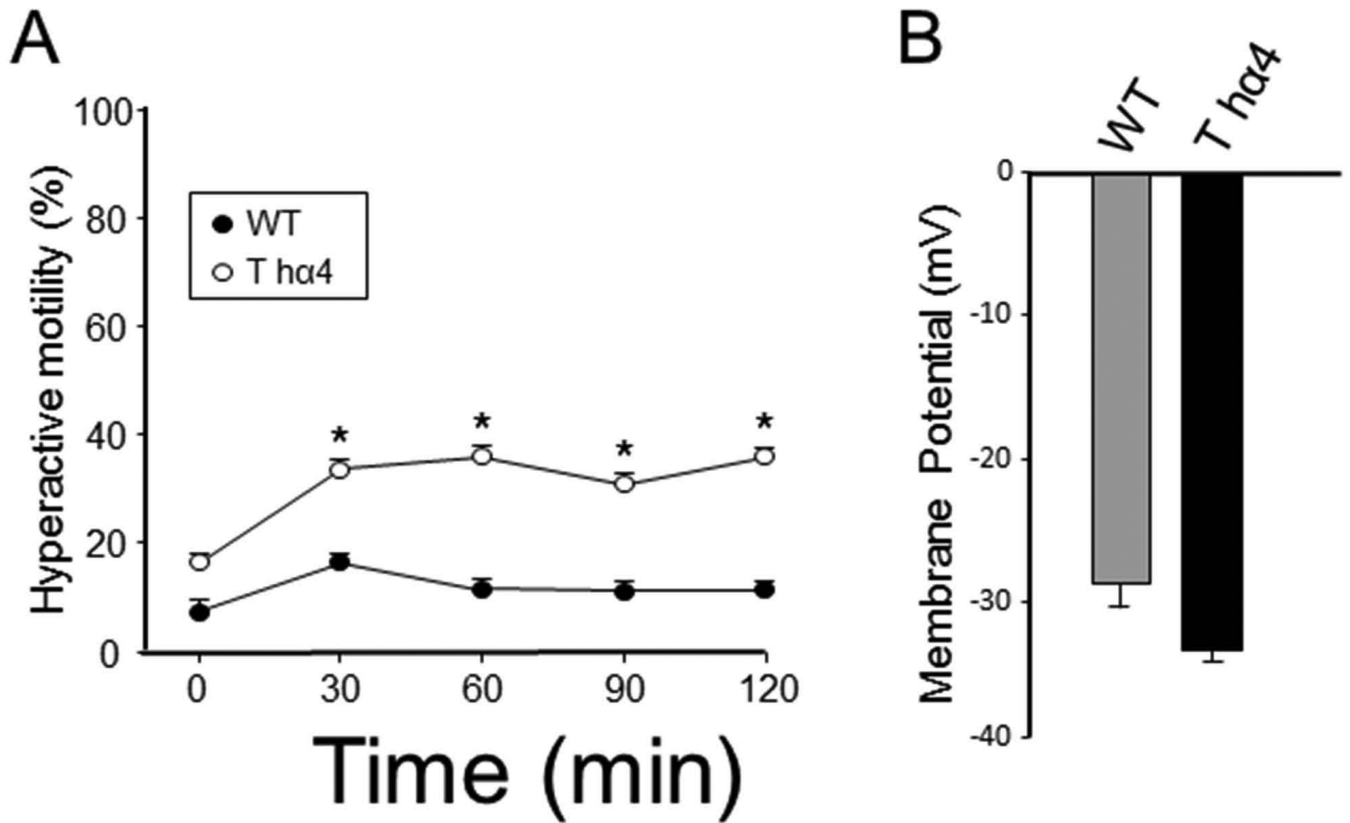 A
Hyperactive motility (%)
100
80
60
40
20
0
WT
T hα4
*
*
*
*
0 30 60 90 120
Time (min)
B
WT
T hα4
Membrane Potential (mV)
0
-10
-20
-30
-40